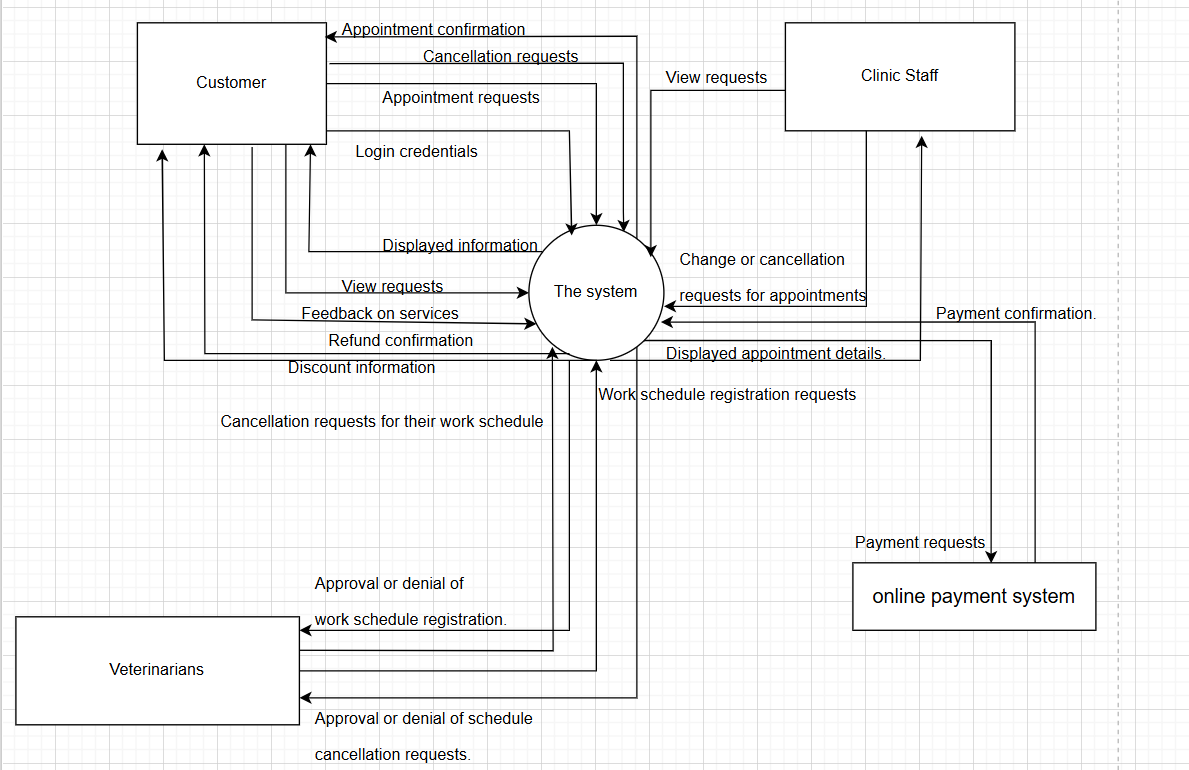 Appointment confirmation
Cancellation requests
Customer
Clinic Staff
View requests
Appointment requests
Login credentials
Displayed information
Change or cancellation
requests for appointments
View requests
The system
Feedback on services
Payment confirmation.
Refund confirmation
Displayed appointment details.
Discount information
Work schedule registration requests
Cancellation requests for their work schedule
Payment requests
online payment system
Approval or denial of
work schedule registration.
Veterinarians
Approval or denial of schedule
cancellation requests.